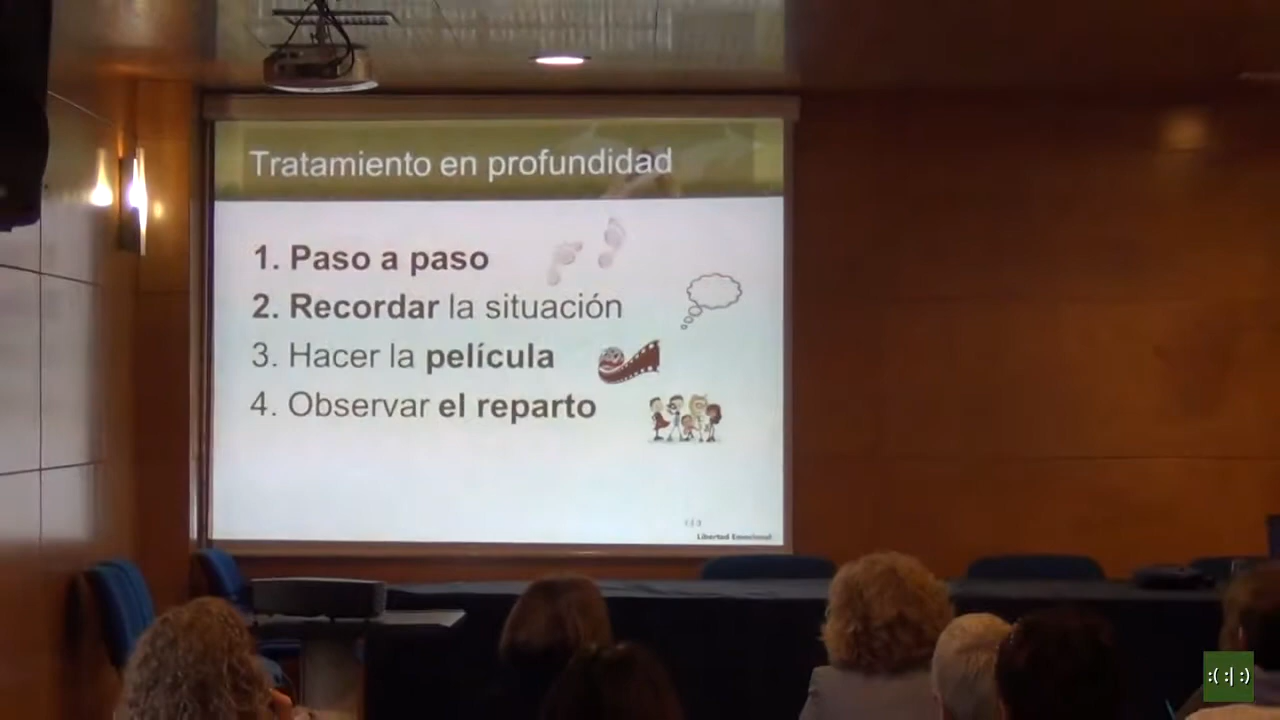 Tratamiento en profundidad
1. Paso a paso
2. Recordar la situación
3. Hacer la película
4. Observar el reparto
Libertad Emocional
:( :| :)